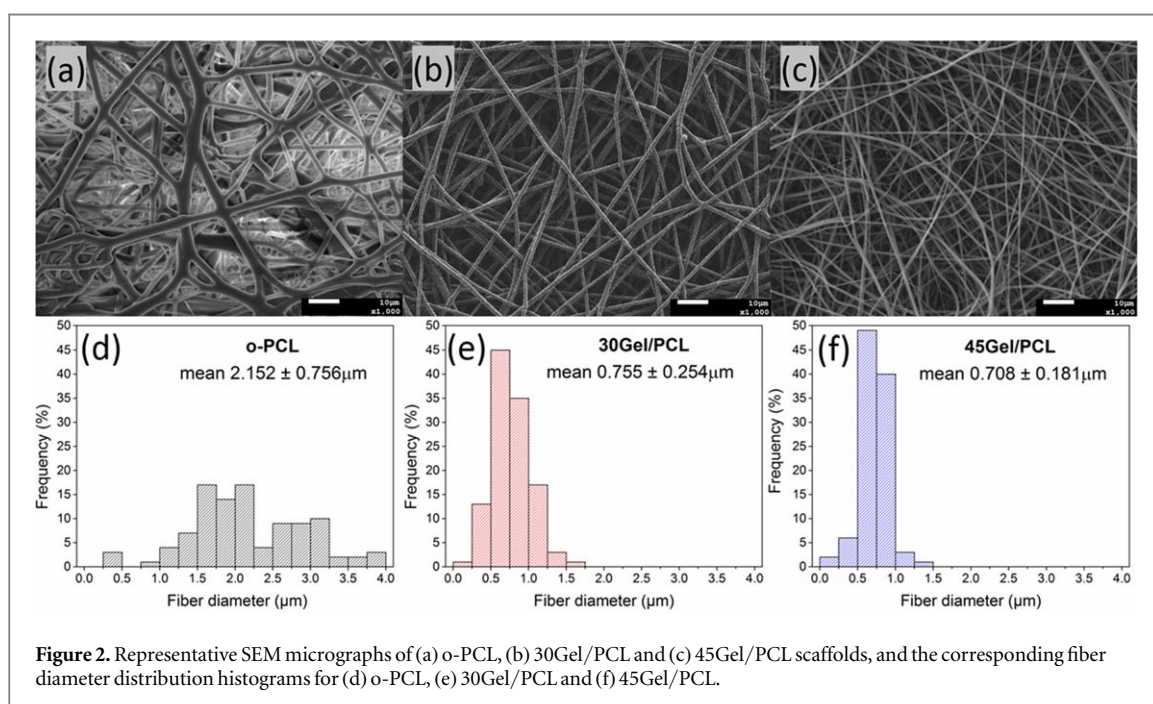 (a)
(b)
(c)
10μm
x1,000
10μm
x1,000
10μm
x1,000
(d)
o-PCL
mean 2.152 ± 0.756μm
Frequency (%)
50
45
40
35
30
25
20
15
10
5
0
0.0 0.5 1.0 1.5 2.0 2.5 3.0 3.5 4.0
Fiber diameter (μm)
(e)
30Gel/PCL
mean 0.755 ± 0.254μm
Frequency (%)
50
45
40
35
30
25
20
15
10
5
0
0.0 0.5 1.0 1.5 2.0 2.5 3.0 3.5 4.0
Fiber diameter (μm)
(f)
45Gel/PCL
mean 0.708 ± 0.181μm
Frequency (%)
50
45
40
35
30
25
20
15
10
5
0
0.0 0.5 1.0 1.5 2.0 2.5 3.0 3.5 4.0
Fiber diameter (μm)
Figure 2. Representative SEM micrographs of (a) o-PCL, (b) 30Gel/PCL and (c) 45Gel/PCL scaffolds, and the corresponding fiber
diameter distribution histograms for (d) o-PCL, (e) 30Gel/PCL and (f) 45Gel/PCL.